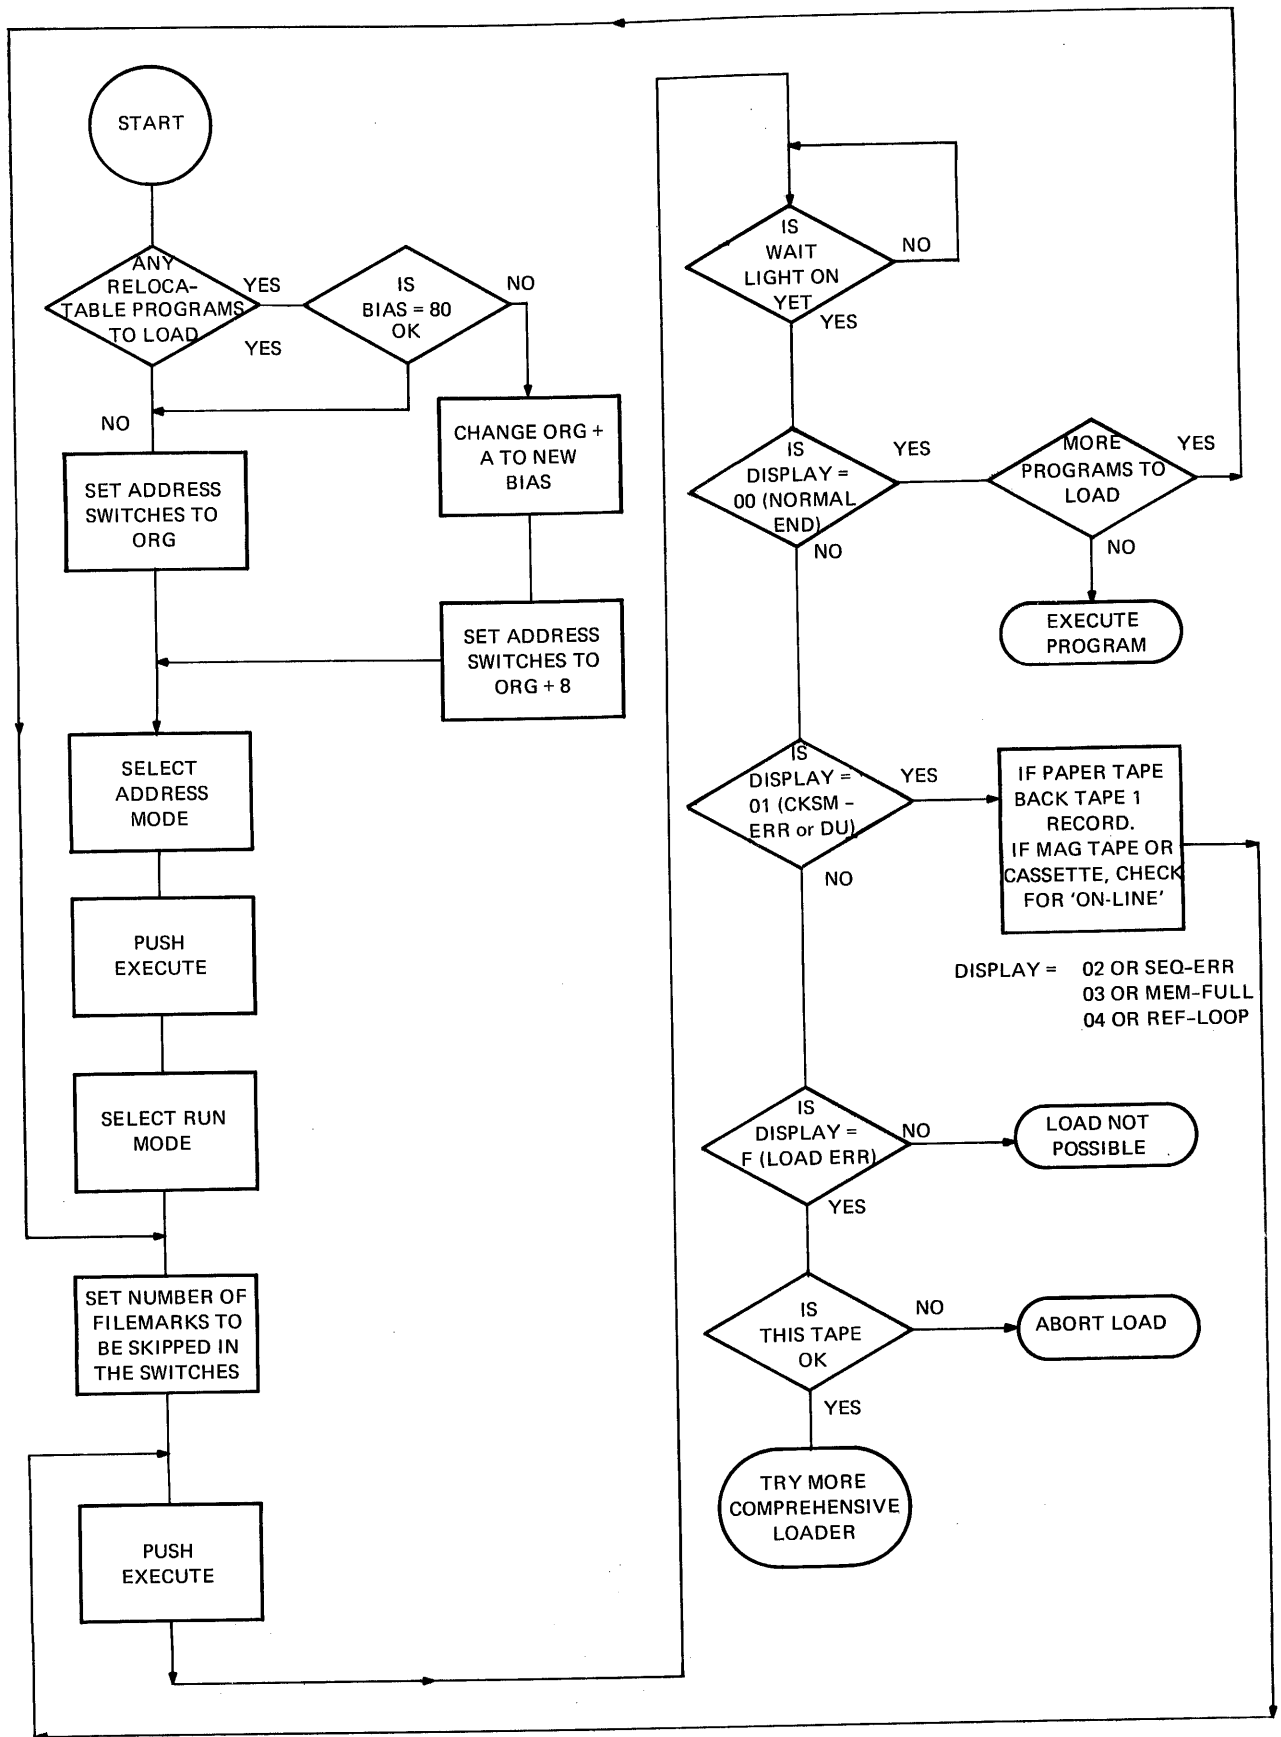 START
ANY
RELOCA-
TABLE PROGRAMS
TO LOAD
YES
YES
NO
IS
BIAS = 80
OK
NO
CHANGE ORG +
A TO NEW
BIAS
SET ADDRESS
SWITCHES TO
ORG
SET ADDRESS
SWITCHES TO
ORG + 8
SELECT
ADDRESS
MODE
PUSH
EXECUTE
SELECT RUN
MODE
SET NUMBER OF
FILEMARKS TO
BE SKIPPED IN
THE SWITCHES
PUSH
EXECUTE
IS
WAIT
LIGHT ON
YET
NO
YES
IS
DISPLAY =
00 (NORMAL
END)
YES
NO
MORE
PROGRAMS TO
LOAD
YES
NO
EXECUTE
PROGRAM
IS
DISPLAY =
01 (CKSM –
ERR or DU)
YES
NO
IF PAPER TAPE
BACK TAPE 1
RECORD.
IF MAG TAPE OR
CASSETTE, CHECK
FOR 'ON-LINE'
DISPLAY = 02 OR SEQ-ERR
03 OR MEM-FULL
04 OR REF-LOOP
IS
DISPLAY =
F (LOAD ERR)
NO
YES
LOAD NOT
POSSIBLE
IS
THIS TAPE
OK
NO
YES
ABORT LOAD
TRY MORE
COMPREHENSIVE
LOADER